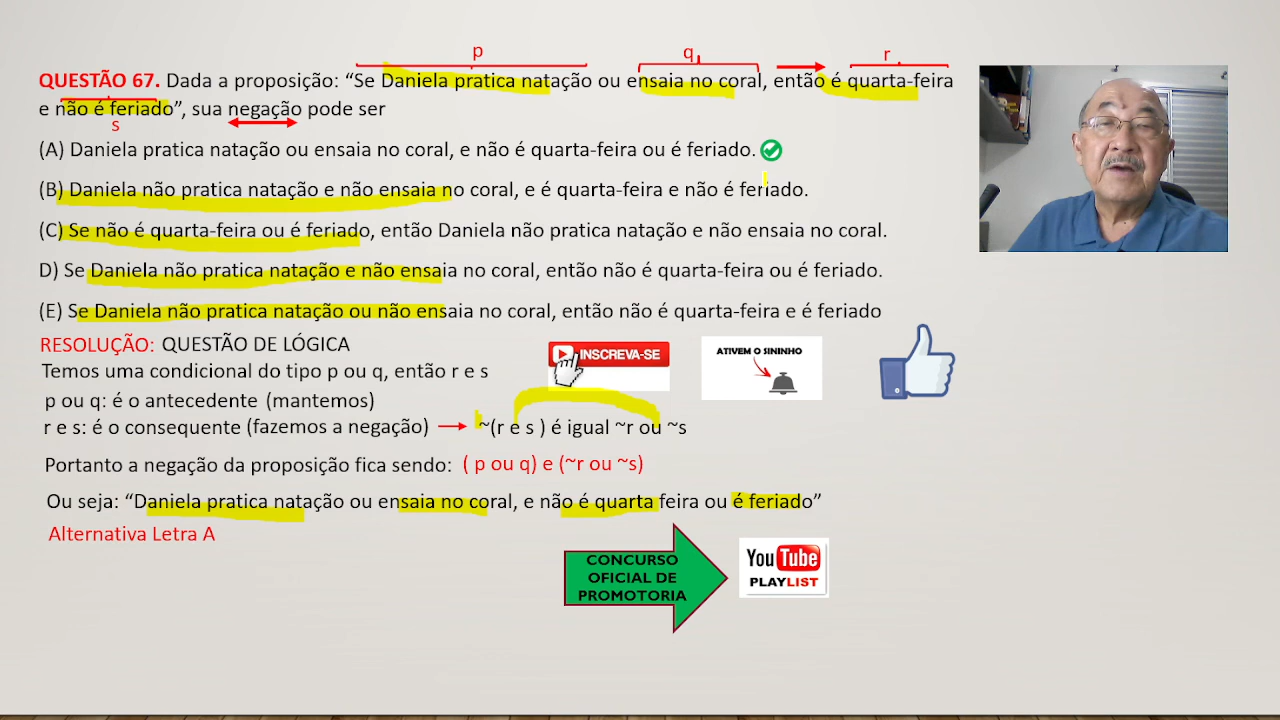 p
q
r
QUESTÃO 67. Dada a proposição: “Se Daniela pratica natação ou ensaia no coral, então é quarta-feira
e não é feriado”, sua negação pode ser
s
(A) Daniela pratica natação ou ensaia no coral, e não é quarta-feira ou é feriado.
(B) Daniela não pratica natação e não ensaia no coral, e é quarta-feira e não é feriado.
(C) Se não é quarta-feira ou é feriado, então Daniela não pratica natação e não ensaia no coral.
D) Se Daniela não pratica natação e não ensaia no coral, então não é quarta-feira ou é feriado.
(E) Se Daniela não pratica natação ou não ensaia no coral, então não é quarta-feira e é feriado
RESOLUÇÃO: QUESTÃO DE LÓGICA
INSCREVA-SE
ATIVEM O SININHO
Temos uma condicional do tipo p ou q, então r e s
p ou q: é o antecedente (mantemos)
r e s: é o consequente (fazemos a negação) → ~(r e s ) é igual ~r ou ~s
Portanto a negação da proposição fica sendo: ( p ou q) e (~r ou ~s)
Ou seja: “Daniela pratica natação ou ensaia no coral, e não é quarta feira ou é feriado”
Alternativa Letra A
CONCURSO
OFICIAL DE
PROMOTORIA
YouTube
PLAYLIST